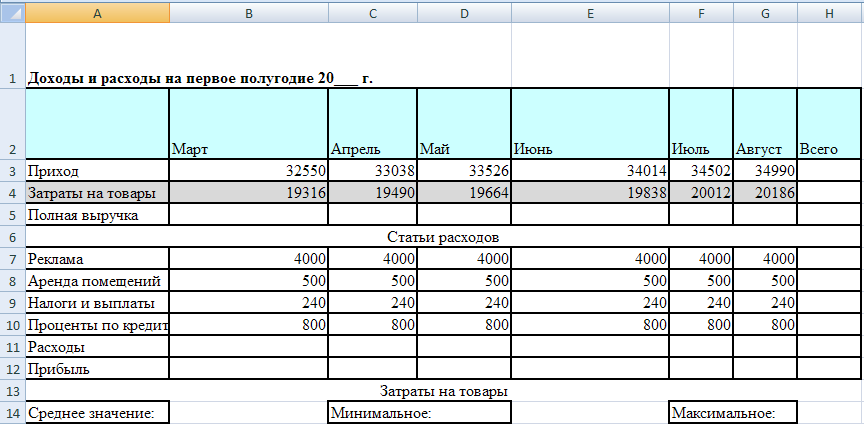 A B C D E F G H
1 Доходы и расходы на первое полугодие 20___ г.
2 Март Апрель Май Июнь Июль Август Всего
3 Приход 32550 33038 33526 34014 34502 34990
4 Затраты на товары 19316 19490 19664 19838 20012 20186
5 Полная выручка
6 Статьи расходов
7 Реклама 4000 4000 4000 4000 4000 4000
8 Аренда помещений 500 500 500 500 500 500
9 Налоги и выплаты 240 240 240 240 240 240
10 Проценты по кредит 800 800 800 800 800 800
11 Расходы
12 Прибыль
13 Затраты на товары
14 Среднее значение: Минимальное: Максимальное: